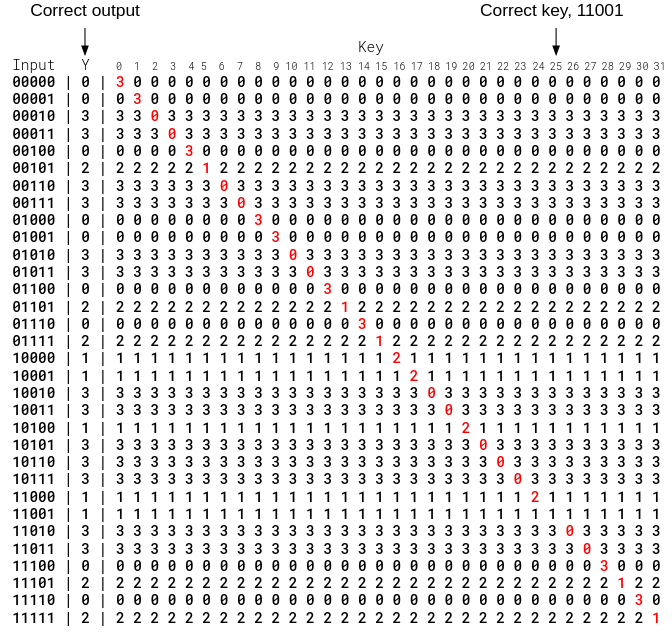 Correct output Correct key, 11001
Key
Input Y 0 1 2 3 4 5 6 7 8 9 10 11 12 13 14 15 16 17 18 19 20 21 22 23 24 25 26 27 28 29 30 31
00000 | 0 | 3 0 0 0 0 0 0 0 0 0 0 0 0 0 0 0 0 0 0 0 0 0 0 0 0 0 0 0 0 0 0 0
00001 | 0 | 0 3 0 0 0 0 0 0 0 0 0 0 0 0 0 0 0 0 0 0 0 0 0 0 0 0 0 0 0 0 0 0
00010 | 3 | 3 3 0 3 3 3 3 3 3 3 3 3 3 3 3 3 3 3 3 3 3 3 3 3 3 3 3 3 3 3 3 3
00011 | 3 | 3 3 3 0 3 3 3 3 3 3 3 3 3 3 3 3 3 3 3 3 3 3 3 3 3 3 3 3 3 3 3 3
00100 | 0 | 0 0 0 0 3 0 0 0 0 0 0 0 0 0 0 0 0 0 0 0 0 0 0 0 0 0 0 0 0 0 0 0
00101 | 2 | 2 2 2 2 2 1 2 2 2 2 2 2 2 2 2 2 2 2 2 2 2 2 2 2 2 2 2 2 2 2 2 2
00110 | 3 | 3 3 3 3 3 3 0 3 3 3 3 3 3 3 3 3 3 3 3 3 3 3 3 3 3 3 3 3 3 3 3 3
00111 | 3 | 3 3 3 3 3 3 3 0 3 3 3 3 3 3 3 3 3 3 3 3 3 3 3 3 3 3 3 3 3 3 3 3
01000 | 0 | 0 0 0 0 0 0 0 0 3 0 0 0 0 0 0 0 0 0 0 0 0 0 0 0 0 0 0 0 0 0 0 0
01001 | 0 | 0 0 0 0 0 0 0 0 0 3 0 0 0 0 0 0 0 0 0 0 0 0 0 0 0 0 0 0 0 0 0 0
01010 | 3 | 3 3 3 3 3 3 3 3 3 3 0 3 3 3 3 3 3 3 3 3 3 3 3 3 3 3 3 3 3 3 3 3
01011 | 3 | 3 3 3 3 3 3 3 3 3 3 3 0 3 3 3 3 3 3 3 3 3 3 3 3 3 3 3 3 3 3 3 3
01100 | 0 | 0 0 0 0 0 0 0 0 0 0 0 0 3 0 0 0 0 0 0 0 0 0 0 0 0 0 0 0 0 0 0 0
01101 | 2 | 2 2 2 2 2 2 2 2 2 2 2 2 2 1 2 2 2 2 2 2 2 2 2 2 2 2 2 2 2 2 2 2
01110 | 0 | 0 0 0 0 0 0 0 0 0 0 0 0 0 0 3 0 0 0 0 0 0 0 0 0 0 0 0 0 0 0 0 0
01111 | 2 | 2 2 2 2 2 2 2 2 2 2 2 2 2 2 2 1 2 2 2 2 2 2 2 2 2 2 2 2 2 2 2 2
10000 | 1 | 1 1 1 1 1 1 1 1 1 1 1 1 1 1 1 1 2 1 1 1 1 1 1 1 1 1 1 1 1 1 1 1
10001 | 1 | 1 1 1 1 1 1 1 1 1 1 1 1 1 1 1 1 1 2 1 1 1 1 1 1 1 1 1 1 1 1 1 1
10010 | 3 | 3 3 3 3 3 3 3 3 3 3 3 3 3 3 3 3 3 3 0 3 3 3 3 3 3 3 3 3 3 3 3 3
10011 | 3 | 3 3 3 3 3 3 3 3 3 3 3 3 3 3 3 3 3 3 3 0 3 3 3 3 3 3 3 3 3 3 3 3
10100 | 1 | 1 1 1 1 1 1 1 1 1 1 1 1 1 1 1 1 1 1 1 1 2 1 1 1 1 1 1 1 1 1 1 1
10101 | 3 | 3 3 3 3 3 3 3 3 3 3 3 3 3 3 3 3 3 3 3 3 3 0 3 3 3 3 3 3 3 3 3 3
10110 | 3 | 3 3 3 3 3 3 3 3 3 3 3 3 3 3 3 3 3 3 3 3 3 3 0 3 3 3 3 3 3 3 3 3
10111 | 3 | 3 3 3 3 3 3 3 3 3 3 3 3 3 3 3 3 3 3 3 3 3 3 3 0 3 3 3 3 3 3 3 3
11000 | 1 | 1 1 1 1 1 1 1 1 1 1 1 1 1 1 1 1 1 1 1 1 1 1 1 1 2 1 1 1 1 1 1 1
11001 | 1 | 1 1 1 1 1 1 1 1 1 1 1 1 1 1 1 1 1 1 1 1 1 1 1 1 1 1 1 1 1 1 1 1
11010 | 3 | 3 3 3 3 3 3 3 3 3 3 3 3 3 3 3 3 3 3 3 3 3 3 3 3 3 3 0 3 3 3 3 3
11011 | 3 | 3 3 3 3 3 3 3 3 3 3 3 3 3 3 3 3 3 3 3 3 3 3 3 3 3 3 3 0 3 3 3 3
11100 | 0 | 0 0 0 0 0 0 0 0 0 0 0 0 0 0 0 0 0 0 0 0 0 0 0 0 0 0 0 0 3 0 0 0
11101 | 2 | 2 2 2 2 2 2 2 2 2 2 2 2 2 2 2 2 2 2 2 2 2 2 2 2 2 2 2 2 2 1 2 2
11110 | 0 | 0 0 0 0 0 0 0 0 0 0 0 0 0 0 0 0 0 0 0 0 0 0 0 0 0 0 0 0 0 0 3 0
11111 | 2 | 2 2 2 2 2 2 2 2 2 2 2 2 2 2 2 2 2 2 2 2 2 2 2 2 2 2 2 2 2 2 2 1